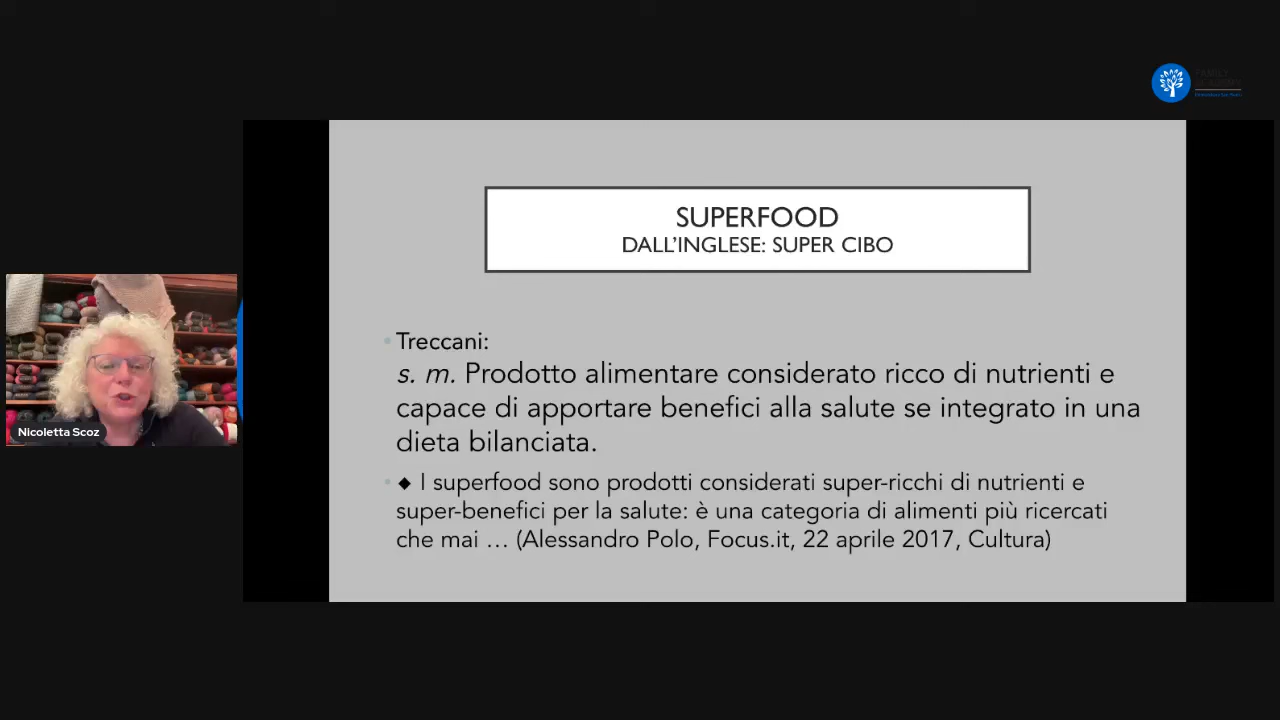 FAMILY
ACADEMY
SUPERFOOD
DALL'INGLESE: SUPER CIBO
Treccani:
s. m. Prodotto alimentare considerato ricco di nutrienti e
capace di apportare benefici alla salute se integrato in una
dieta bilanciata.
◆ I superfood sono prodotti considerati super-ricchi di nutrienti e
super-benefici per la salute: è una categoria di alimenti più ricercati
che mai … (Alessandro Polo, Focus.it, 22 aprile 2017, Cultura)
Nicoletta Scoz